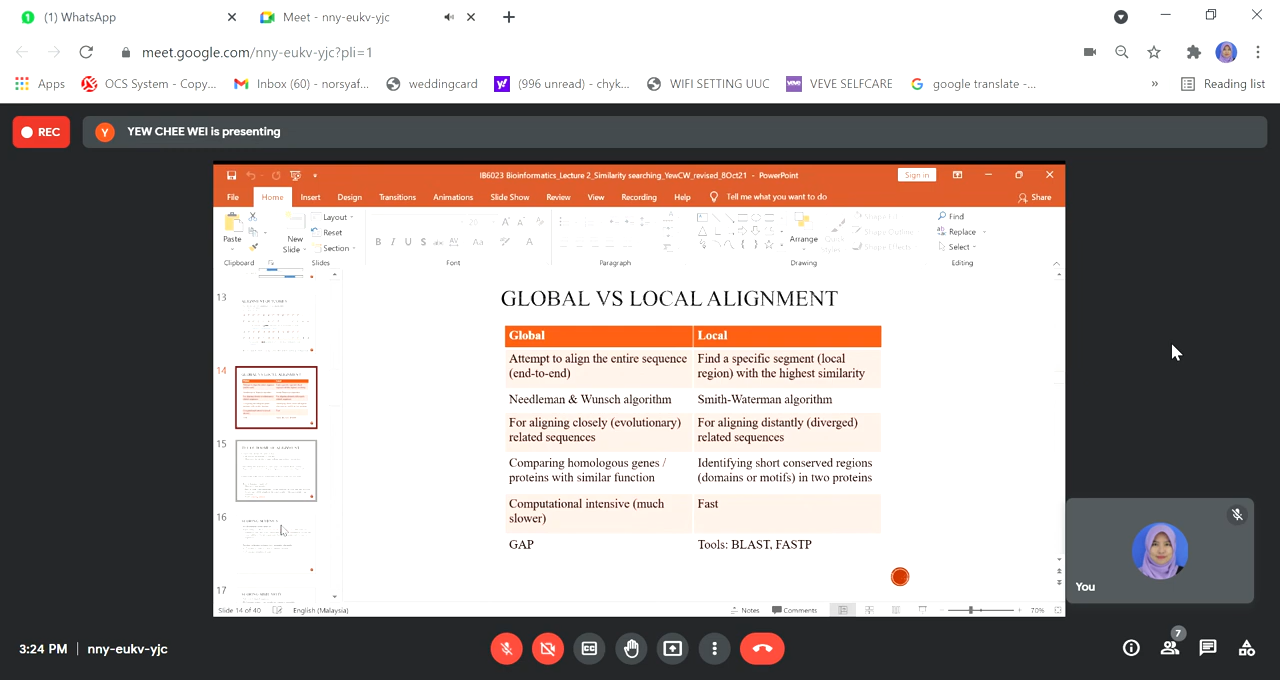 (1) WhatsApp
Meet - nny-eukv-yjc
meet.google.com/nny-eukv-yjc?pli=1
Apps
OCS System - Copy...
Inbox (60) - norsyaf...
weddingcard
(996 unread) - chyk...
WIFI SETTING UUC
VEVE SELFCARE
google translate -...
»
Reading list
REC
Y
YEW CHEE WEI is presenting
IB6023 Bioinformatics_Lecture 2_Similarity searching_YewCW_revised_8Oct21 - PowerPoint
Sign in
File
Home
Insert
Design
Transitions
Animations
Slide Show
Review
View
Recording
Help
Tell me what you want to do
Share
Paste
New
Slide
Layout
Reset
Section
Arrange
Quick
Styles
Shape Fill
Shape Outline
Shape Effects
Find
Replace
Select
Clipboard
Slides
Font
Paragraph
Drawing
Editing
13
14
15
16
17
GLOBAL VS LOCAL ALIGNMENT
Global
Local
Attempt to align the entire sequence
(end-to-end)
Find a specific segment (local
region) with the highest similarity
Needleman & Wunsch algorithm
Smith-Waterman algorithm
For aligning closely (evolutionary)
related sequences
For aligning distantly (diverged)
related sequences
Comparing homologous genes /
proteins with similar function
Identifying short conserved regions
(domains or motifs) in two proteins
Computational intensive (much
slower)
Fast
GAP
Tools: BLAST, FASTP
Slide 14 of 40
English (Malaysia)
Notes
Comments
70%
You
3:24 PM | nny-eukv-yjc
7